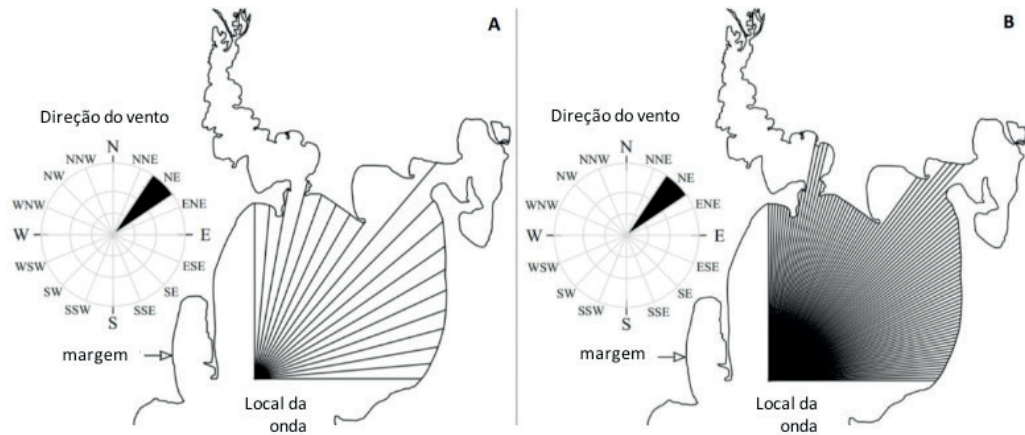 A
Direção do vento
N
NNW
NNE
NW
NE
WNW
ENE
W
E
WSW
ESE
SW
SE
SSW
SSE
S
margem
Local da
onda
B
Direção do vento
N
NNW
NNE
NW
NE
WNW
ENE
W
E
WSW
ESE
SW
SE
SSW
SSE
S
margem
Local da
onda